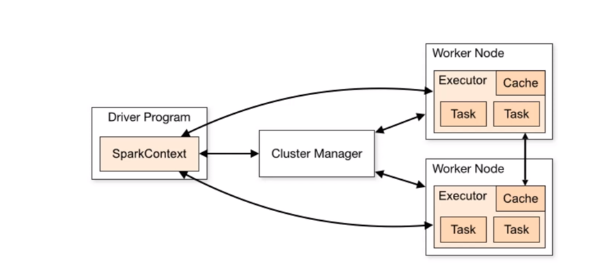 Driver Program
SparkContext
Cluster Manager
Worker Node
Executor Cache
Task Task
Worker Node
Executor Cache
Task Task